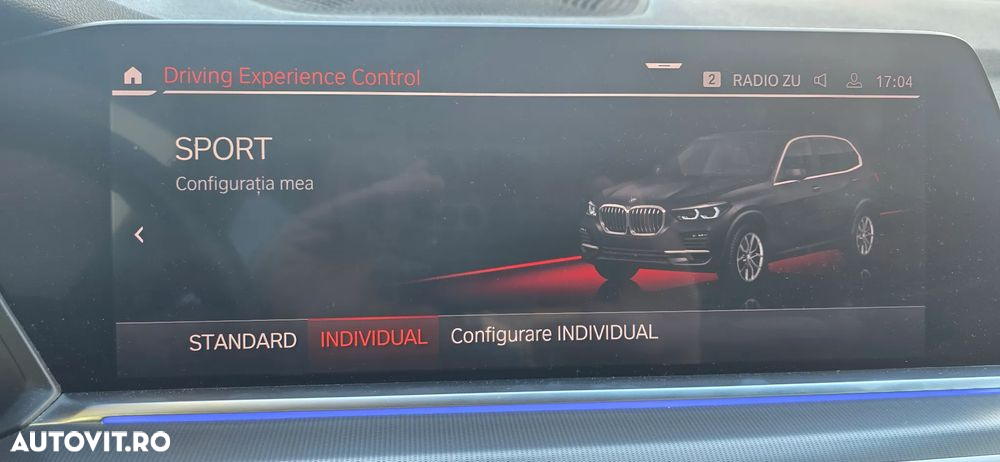 Driving Experience Control
2 RADIO ZU 17:04
SPORT
Configurația mea
STANDARD INDIVIDUAL Configurare INDIVIDUAL
AUTOVIT.RO